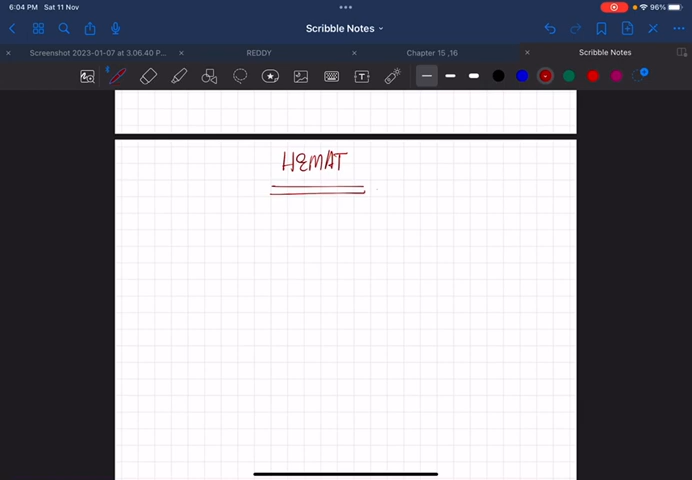 6:04 PM Sat 11 Nov
96%
Scribble Notes
Screenshot 2023-01-07 at 3.06.40 P... REDDY Chapter 15 ,16 Scribble Notes
HEMAT